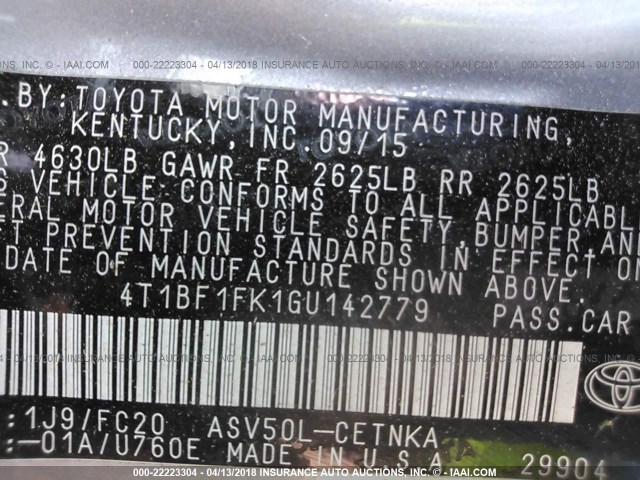 000-22223304 - 04/13/2018 - INSURANCE AUTO AUCTIONS, INC. - © IAAI.COM
.BY: TOYOTA MOTOR MANUFACTURING,
KENTUCKY, INC. 09/15
R 4630LB GAWR FR 2625LB RR 2625LB
S VEHICLE CONFORMS TO ALL APPLICABLE
ERAL MOTOR VEHICLE SAFETY, BUMPER, AND
T PREVENTION STANDARDS IN EFFECT O
DATE OF MANUFACTURE SHOWN ABOVE.
4T1BF1FK1GU142779 PASS.CAR
1J9/FC20 ASV50L-CETNKA
:-01A/U760E MADE IN U.S.A. 29904
000-22223304 - 04/13/2018 - INSURANCE AUTO AUCTIONS, INC. - © IAAI.COM